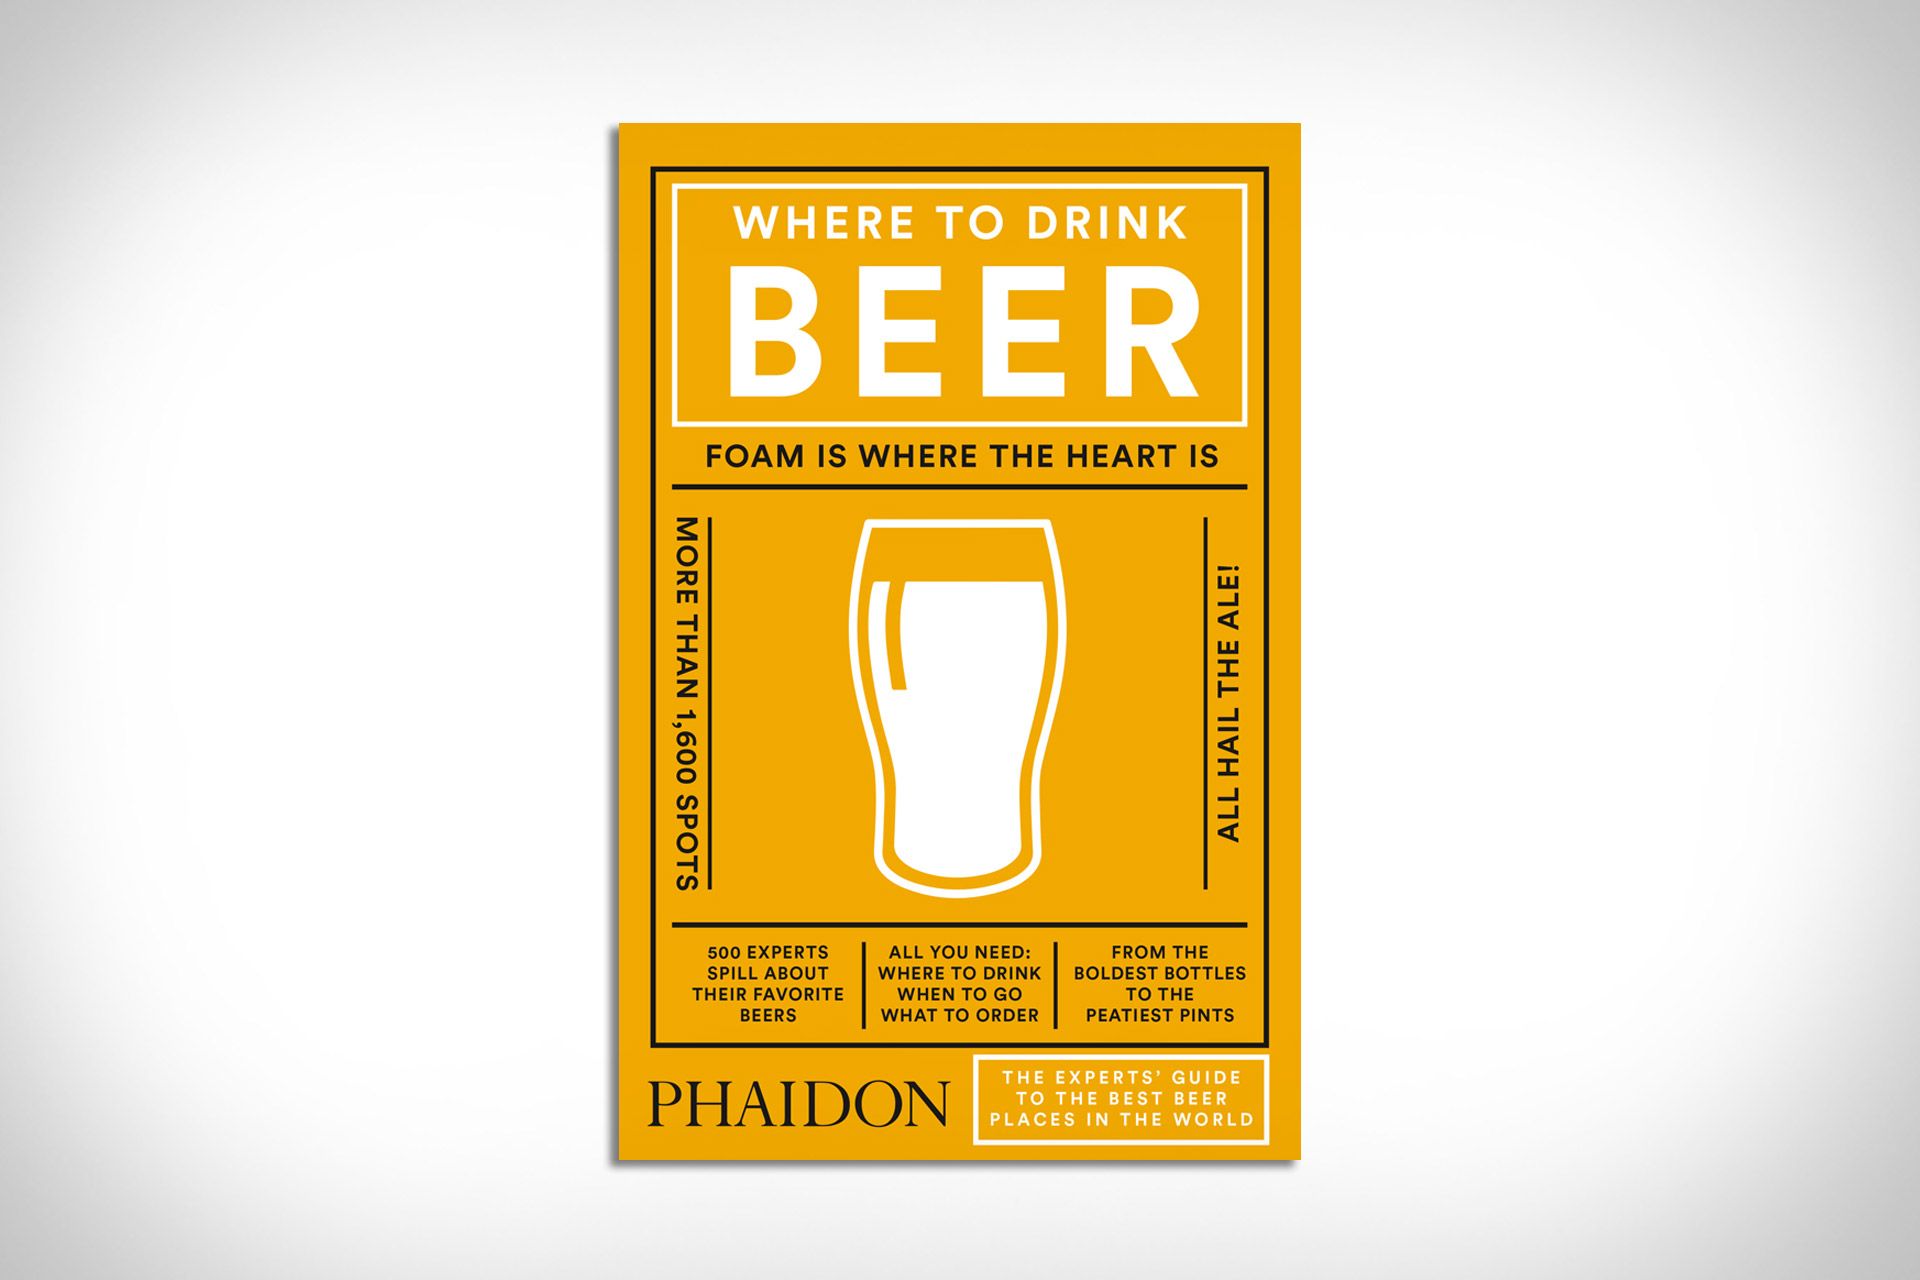 WHERE TO DRINK
BEER
FOAM IS WHERE THE HEART IS
MORE THAN 1,600 SPOTS
ALL HAIL THE ALE!
500 EXPERTS
SPILL ABOUT
THEIR FAVORITE
BEERS
ALL YOU NEED:
WHERE TO DRINK
WHEN TO GO
WHAT TO ORDER
FROM THE
BOLDEST BOTTLES
TO THE
PEATIEST PINTS
PHAIDON
THE EXPERTS' GUIDE
TO THE BEST BEER
PLACES IN THE WORLD